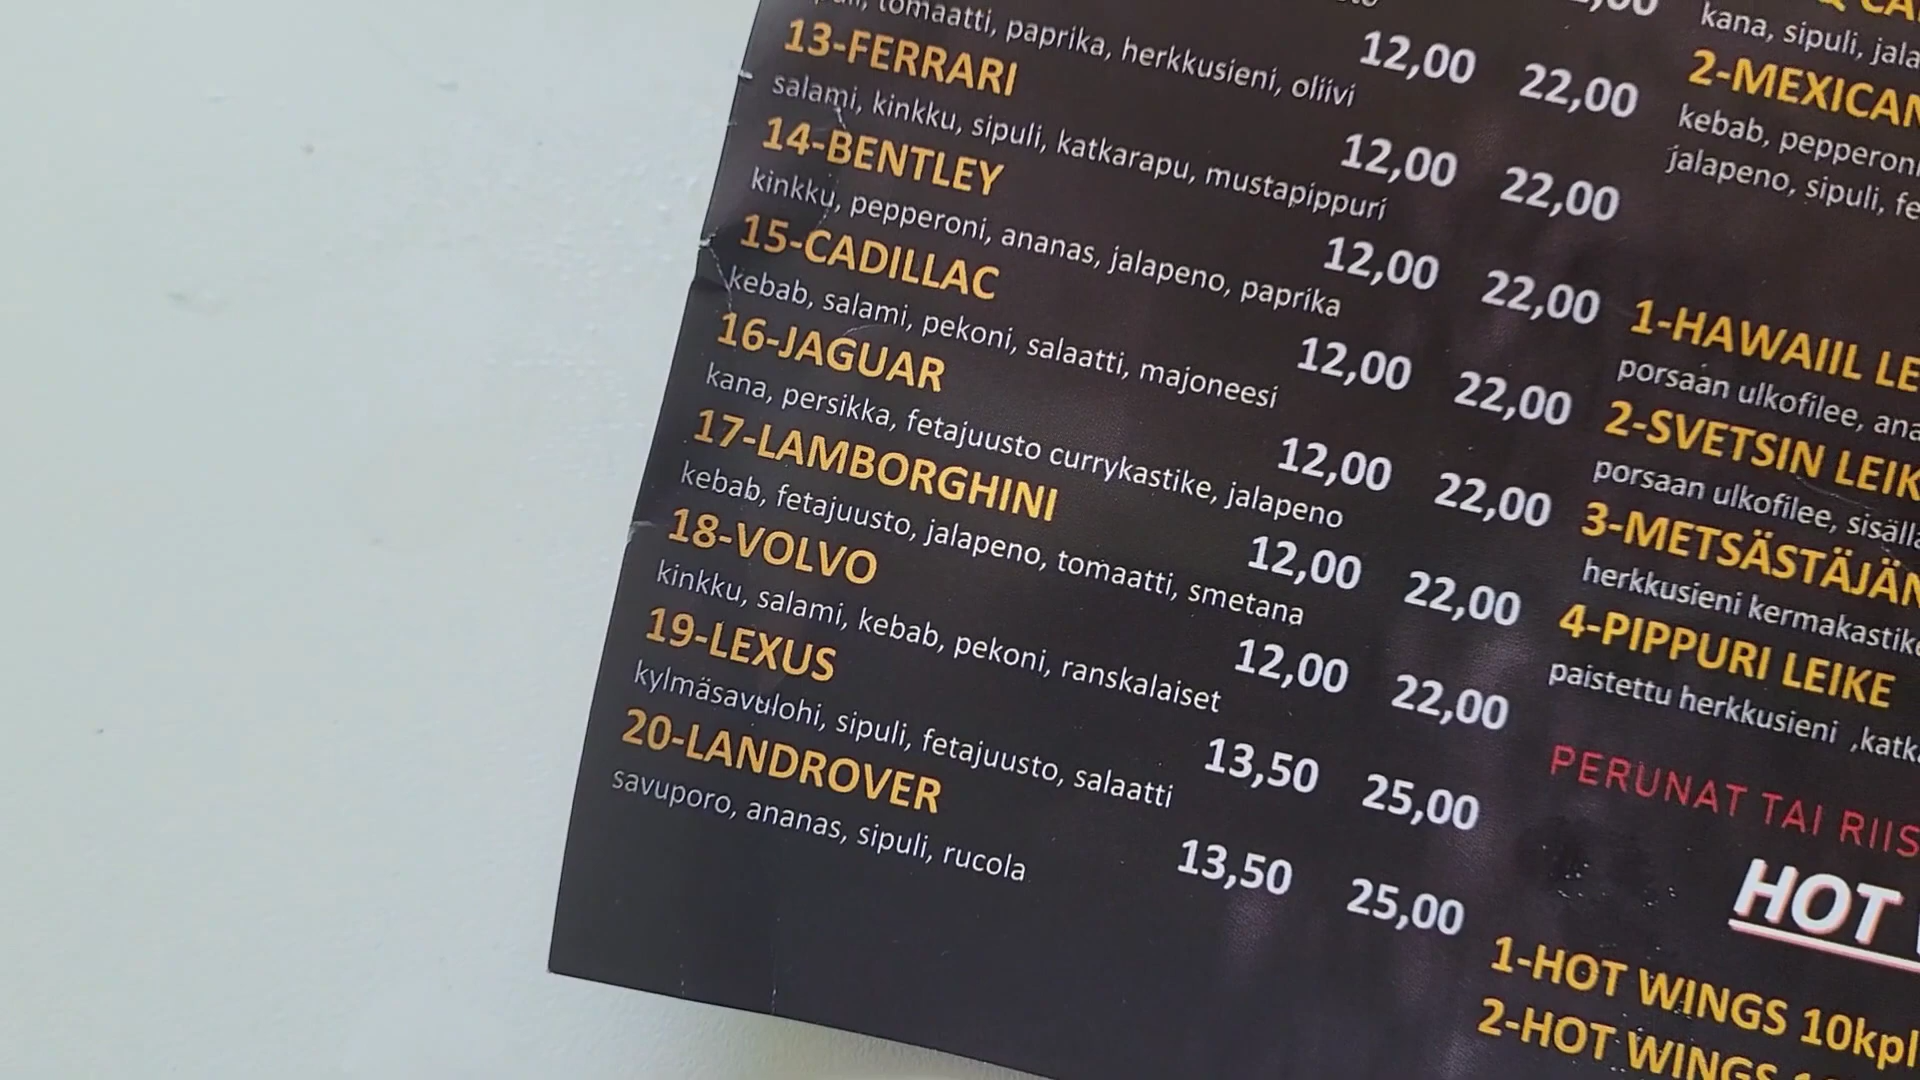 tomaatti, paprika, herkkusieni, oliivi
12,00 22,00
13-FERRARI 12,00 22,00
salami, kinkku, sipuli, katkarapu, mustapippuri
14-BENTLEY 12,00 22,00
kinkku, pepperoni, ananas, jalapeno, paprika
15-CADILLAC 12,00 22,00
kebab, salami, pekoni, salaatti, majoneesi
16-JAGUAR 12,00 22,00
kana, persikka, fetajuusto currykastike, jalapeno
17-LAMBORGHINI 12,00 22,00
kebab, fetajuusto, jalapeno, tomaatti, smetana
18-VOLVO 12,00 22,00
kinkku, salami, kebab, pekoni, ranskalaiset
19-LEXUS 13,50 25,00
kylmäsavulohi, sipuli, fetajuusto, salaatti
20-LANDROVER 13,50 25,00
savuporo, ananas, sipuli, rucola
kana, sipuli,
2-MEXICAN
kebab, pepperoni
jalapeno, sipuli,
1-HAWAIIL
porsaan ulkofilee,
2-SVETSIN
porsaan ulkofilee,
3-METSÄSTÄJÄN
herkkusieni
4-PIPPURI LEIKE
paistettu herkkusieni
PERUNAT TAI
HOT
1-HOT WINGS 10kpl
2-HOT WINGS